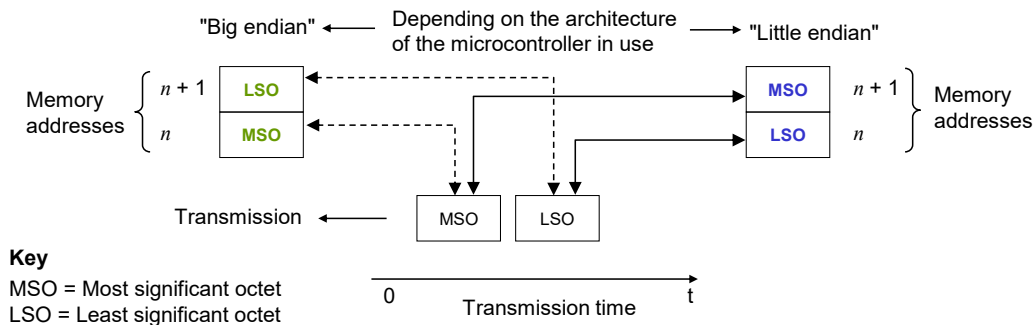 "Big endian"
Depending on the architecture
of the microcontroller in use
"Little endian"
Memory
addresses
n + 1
LSO
n
MSO
MSO
n + 1
LSO
n
Memory
addresses
Transmission
MSO
LSO
Key
MSO = Most significant octet
LSO = Least significant octet
0
Transmission time
t